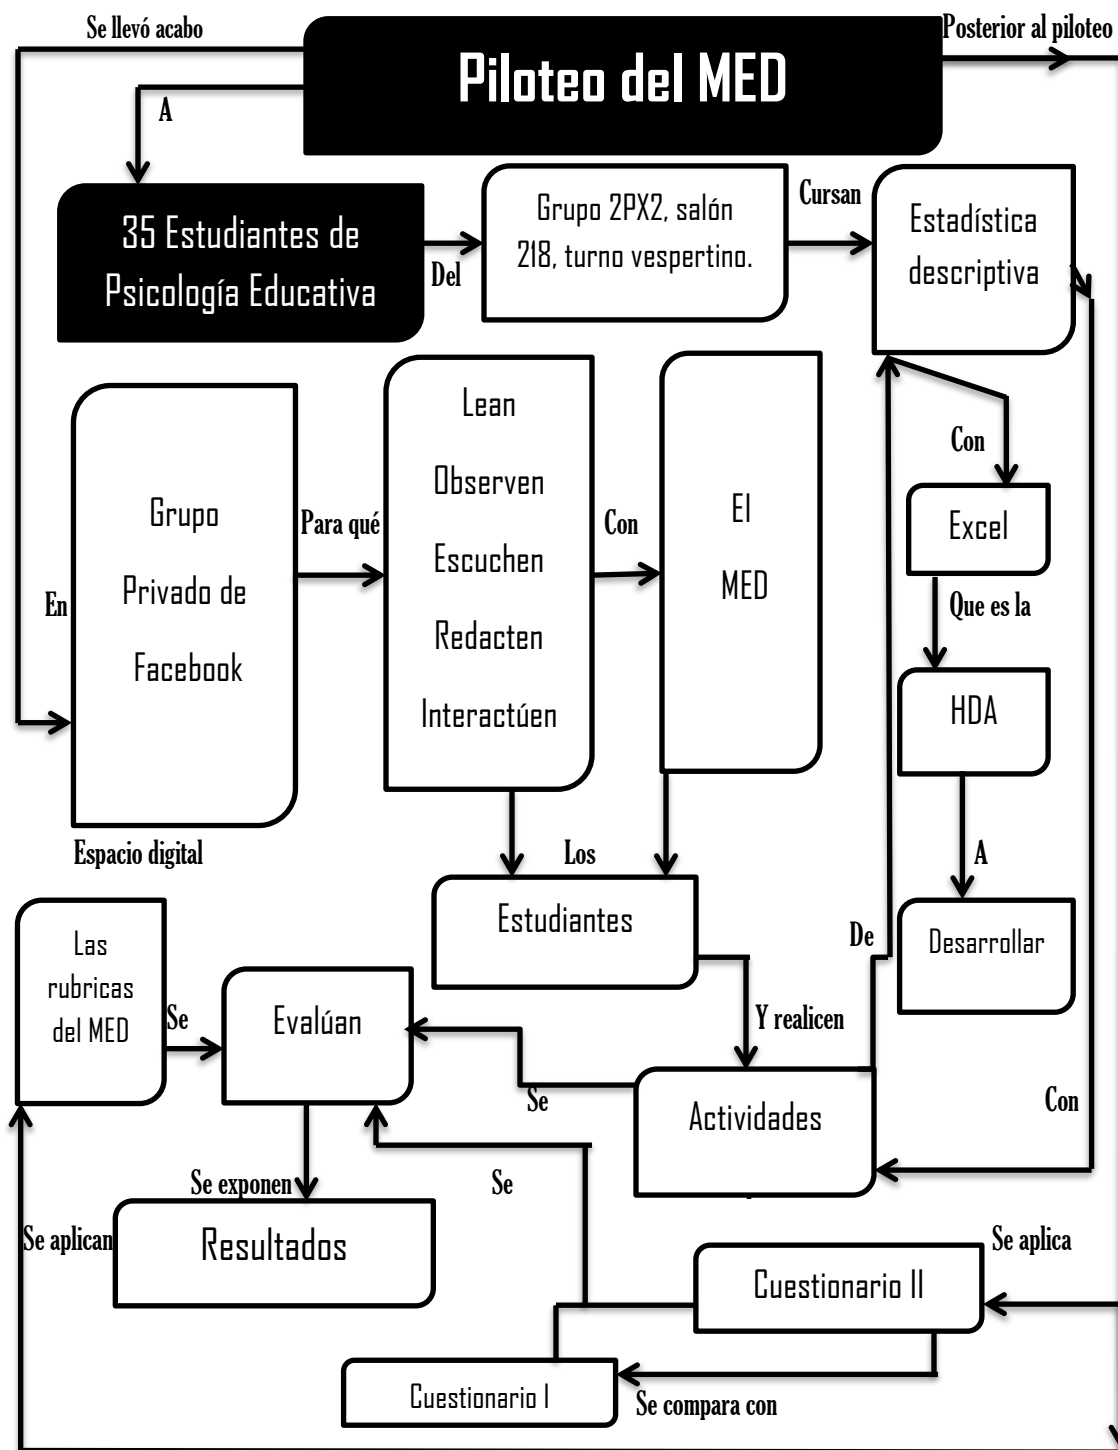 Se llevó acabo
Posterior al piloteo
Piloteo del MED
A
35 Estudiantes de
Psicología Educativa
Del
Grupo 2PX2, salón
218, turno vespertino.
Cursan
Estadística
descriptiva
En
Grupo
Privado de
Facebook
Para qué
Lean
Observen
Escuchen
Redacten
Interactúen
Con
El
MED
Con
Excel
Que es la
HDA
A
Desarrollar
Espacio digital
Los
Estudiantes
De
Las
rubricas
del MED
Se
Evalúan
Y realicen
Se
Actividades
Con
Se exponen
Se
Resultados
Se aplican
Se aplica
Cuestionario II
Cuestionario I
Se compara con